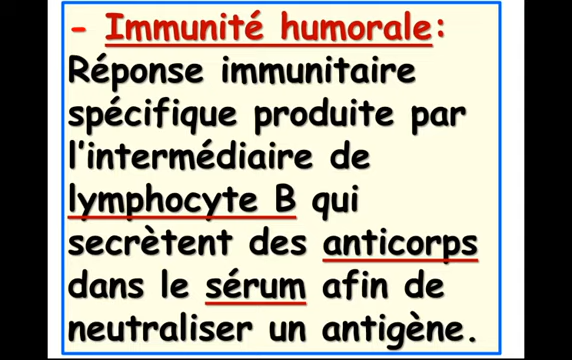 - Immunité humorale:
Réponse immunitaire
spécifique produite par
l'intermédiaire de
lymphocyte B qui
secrètent des anticorps
dans le sérum afin de
neutraliser un antigène.